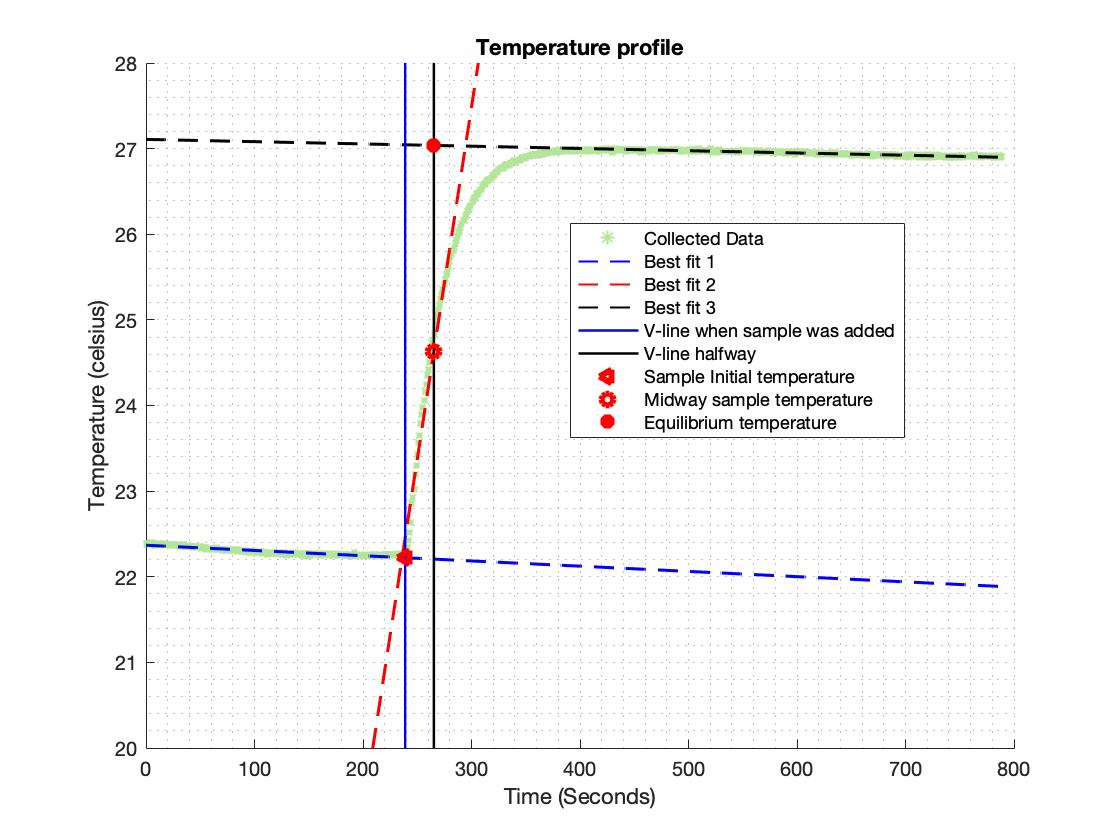 Temperature profile
28
27
26
25
24
23
22
21
20
Temperature (celsius)
Collected Data
Best fit 1
Best fit 2
Best fit 3
V-line when sample was added
V-line halfway
Sample Initial temperature
Midway sample temperature
Equilibrium temperature
0 100 200 300 400 500 600 700 800
Time (Seconds)